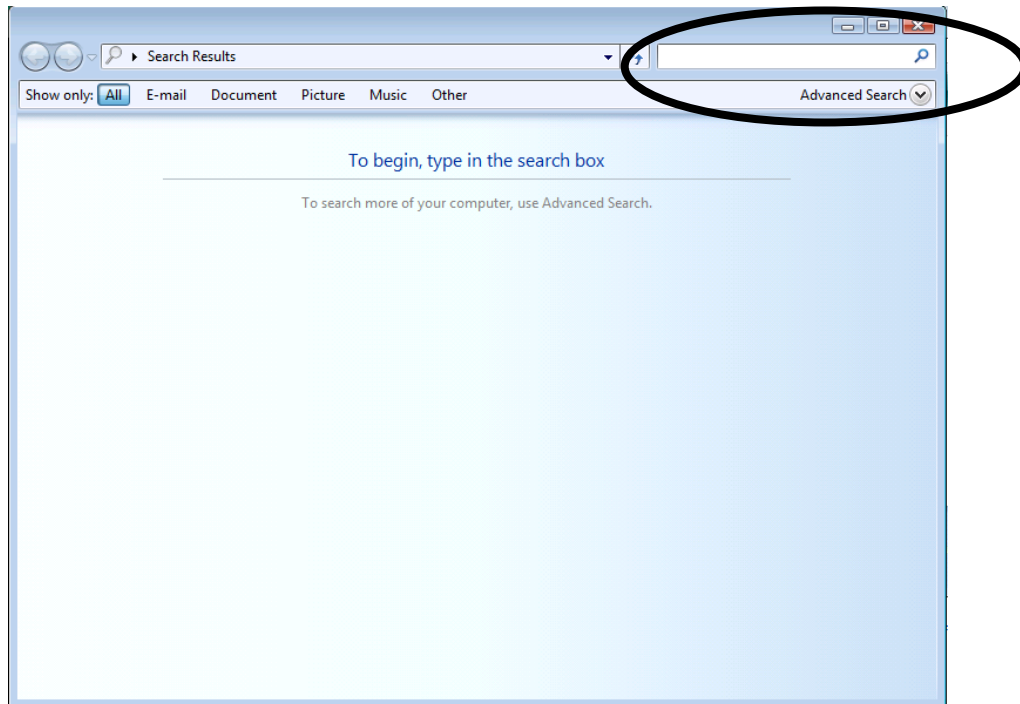 Search Results
Show only: All E-mail Document Picture Music Other Advanced Search
To begin, type in the search box
To search more of your computer, use Advanced Search.